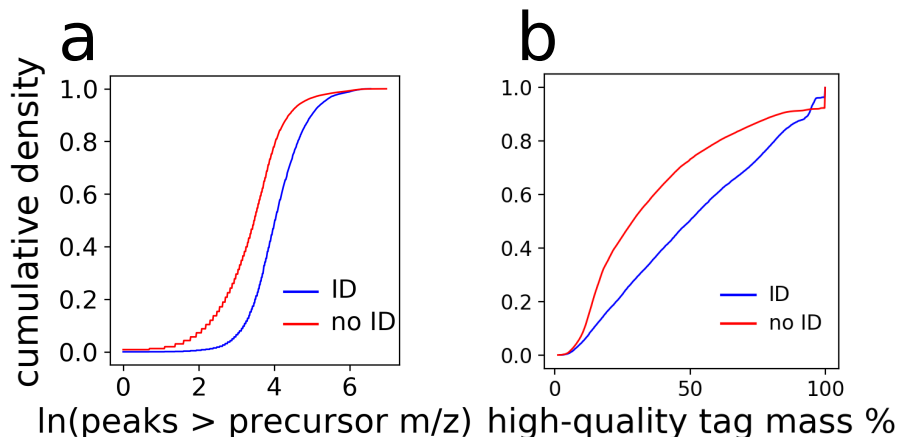 a
cumulative density
1.0
0.8
0.6
0.4
0.2
0.0
ID
no ID
0 2 4 6
ln(peaks > precursor m/z)
b
1.0
0.8
0.6
0.4
0.2
0.0
ID
no ID
0 50 100
high-quality tag mass %